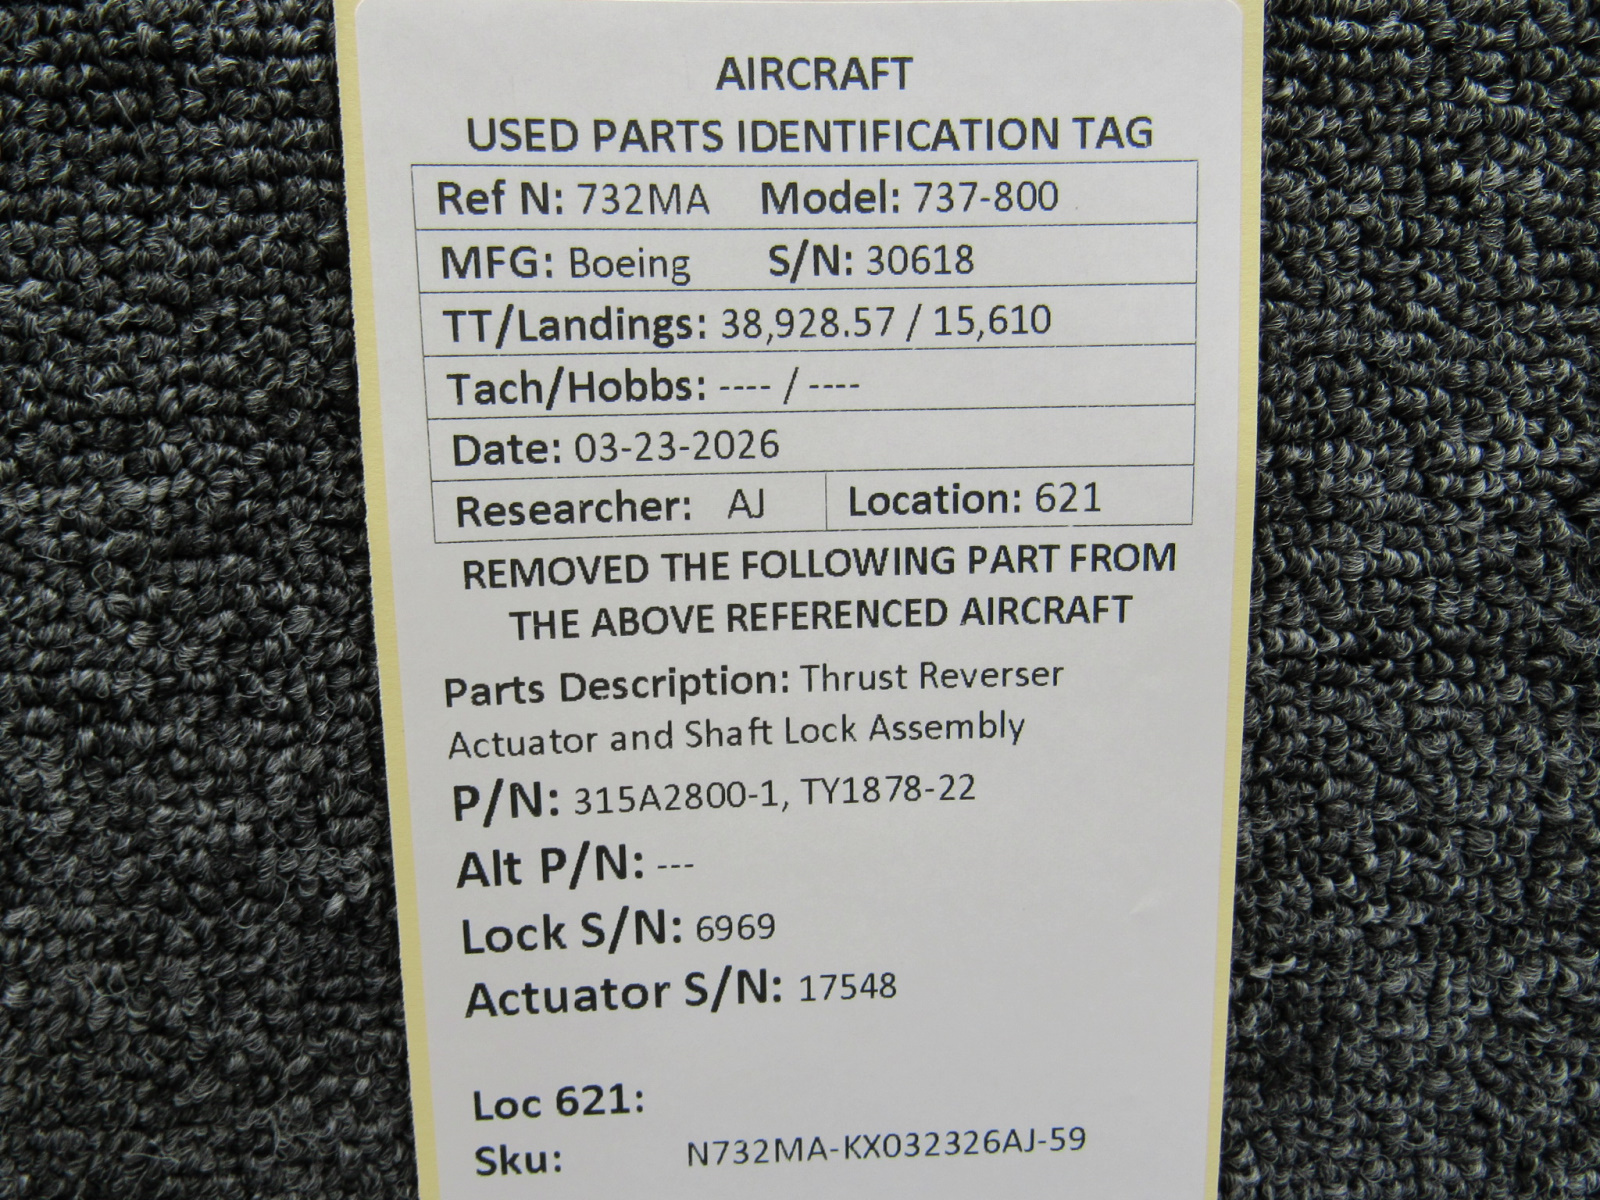 AIRCRAFT
USED PARTS IDENTIFICATION TAG
Ref N: 732MA Model: 737-800
MFG: Boeing S/N: 30618
TT/Landings: 38,928.57 / 15,610
Tach/Hobbs: ---- / ----
Date: 03-23-2026
Researcher: AJ Location: 621
REMOVED THE FOLLOWING PART FROM
THE ABOVE REFERENCED AIRCRAFT
Parts Description: Thrust Reverser
Actuator and Shaft Lock Assembly
P/N: 315A2800-1, TY1878-22
Alt P/N: ---
Lock S/N: 6969
Actuator S/N: 17548
Loc 621:
Sku: N732MA-KX032326AJ-59